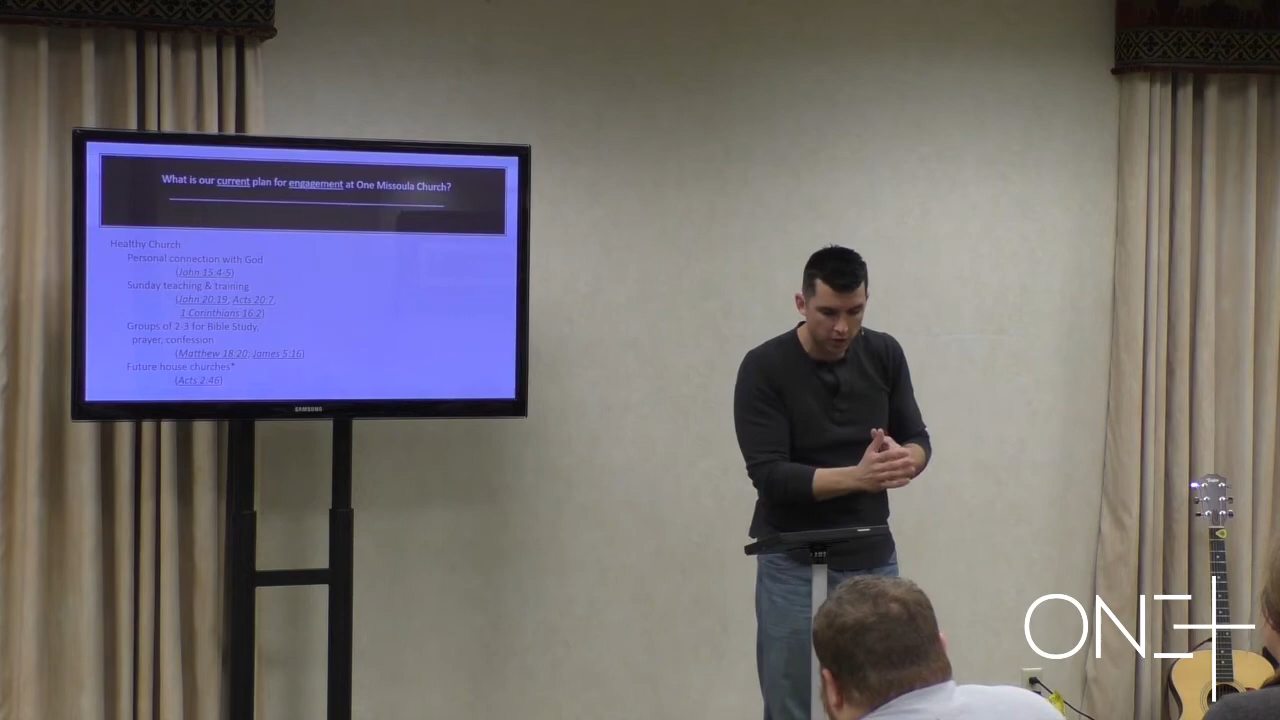 What is our current plan for engagement at One Missoula Church?
Healthy Church
Personal connection with God
(John 15:4-5)
Sunday teaching & training
(John 20:19, Acts 20:7,
1 Corinthians 16:2)
Groups of 2-3 for Bible Study,
prayer, confession
(Matthew 18:20; James 5:16)
Future house churches*
(Acts 2:46)
SAMSUNG
Taylor
ONE